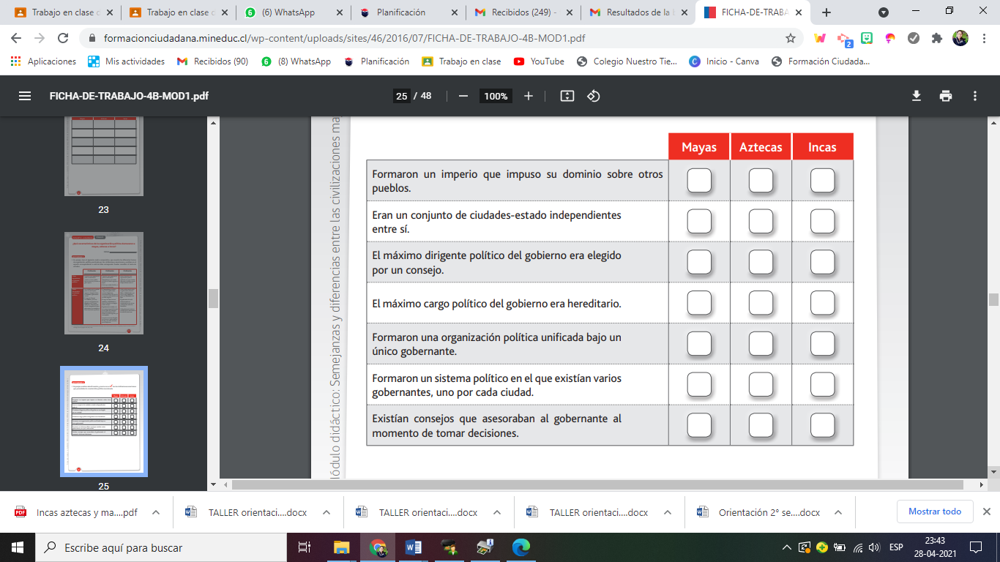 Trabajo en clase d
Trabajo en clase d
(6) WhatsApp
Planificación
Recibidos (249) -
Resultados de la
FICHA-DE-TRABA
formacionciudadana.mineduc.cl/wp-content/uploads/sites/46/2016/07/FICHA-DE-TRABAJO-4B-MOD1.pdf
2
Aplicaciones
Mis actividades
Recibidos (90)
6
(8) WhatsApp
Planificación
Trabajo en clase
YouTube
Colegio Nuestro Tie...
Inicio - Canva
Formación Ciudada...
FICHA-DE-TRABAJO-4B-MOD1.pdf
25 / 48
100%
23
24
25
ódulo didáctico: Semejanzas y diferencias entre las civilizaciones ma
Mayas Aztecas Incas
Formaron un imperio que impuso su dominio sobre otros
pueblos.
Eran un conjunto de ciudades-estado independientes
entre sí.
El máximo dirigente político del gobierno era elegido
por un consejo.
El máximo cargo político del gobierno era hereditario.
Formaron una organización política unificada bajo un
único gobernante.
Formaron un sistema político en el que existían varios
gobernantes, uno por cada ciudad.
Existían consejos que asesoraban al gobernante al
momento de tomar decisiones.
PDF
Incas aztecas y ma....pdf
TALLER orientaci....docx
TALLER orientaci....docx
TALLER orientaci....docx
Orientación 2° se....docx
Mostrar todo
Escribe aquí para buscar
ESP
23:43
28-04-2021